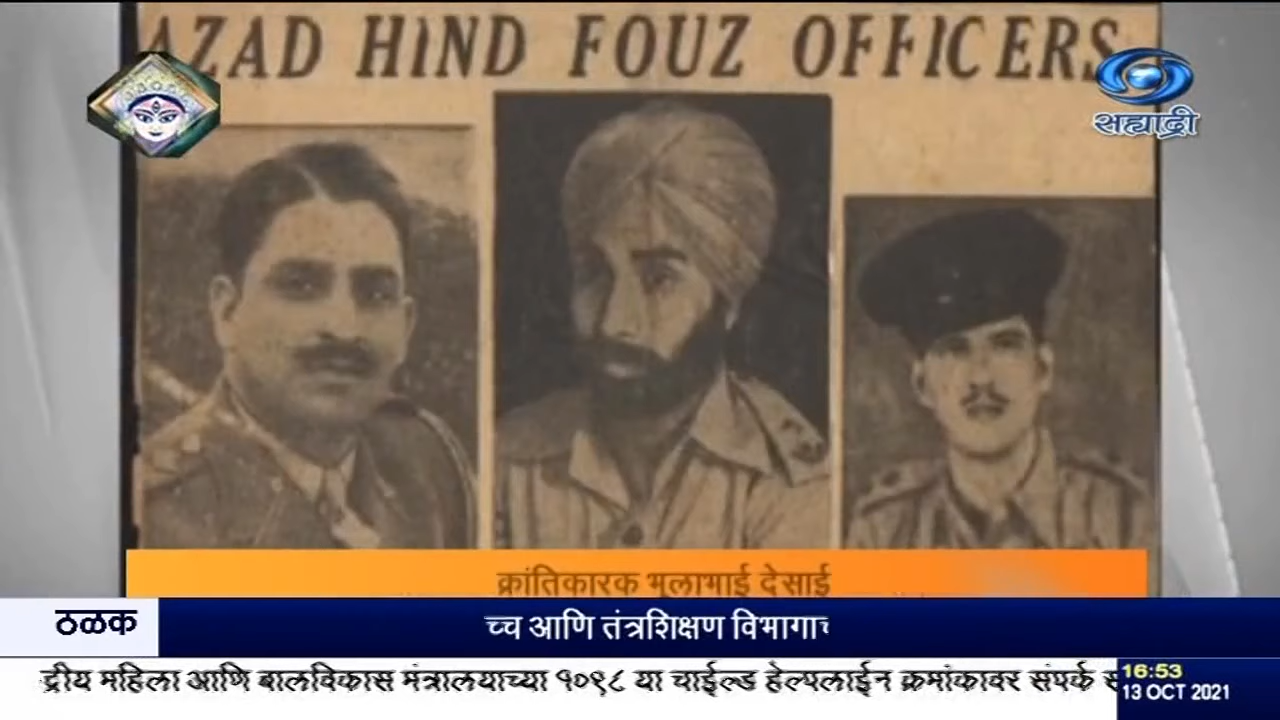 AZAD HIND FOUZ OFFICERS
सह्याद्री
क्रांतिकारक भूलाभाई देसाई
ठळक
च्च आणि तंत्रशिक्षण विभागा
द्रीय महिला आणि बालविकास मंत्रालयाच्या १०९८ या चाईल्ड हेल्पलाईन क्रमांकावर संपर्क
16:53
13 OCT 2021